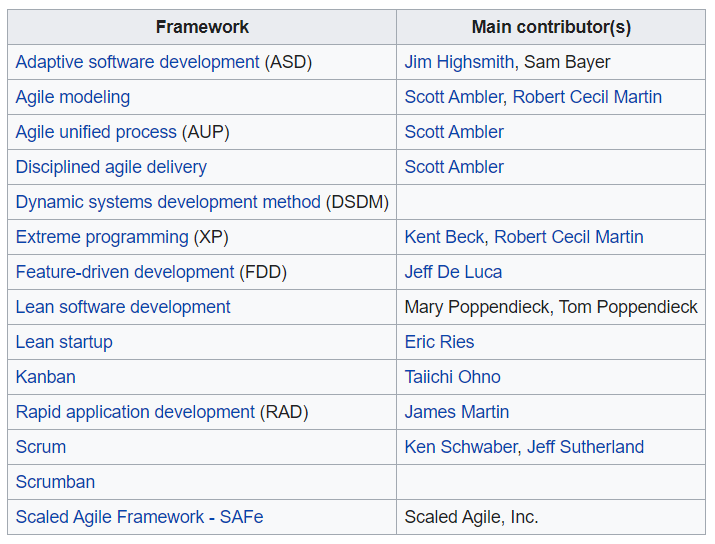 Framework Main contributor(s)
Adaptive software development (ASD) Jim Highsmith, Sam Bayer
Agile modeling Scott Ambler, Robert Cecil Martin
Agile unified process (AUP) Scott Ambler
Disciplined agile delivery Scott Ambler
Dynamic systems development method (DSDM)
Extreme programming (XP) Kent Beck, Robert Cecil Martin
Feature-driven development (FDD) Jeff De Luca
Lean software development Mary Poppendieck, Tom Poppendieck
Lean startup Eric Ries
Kanban Taiichi Ohno
Rapid application development (RAD) James Martin
Scrum Ken Schwaber, Jeff Sutherland
Scrumban
Scaled Agile Framework - SAFe Scaled Agile, Inc.